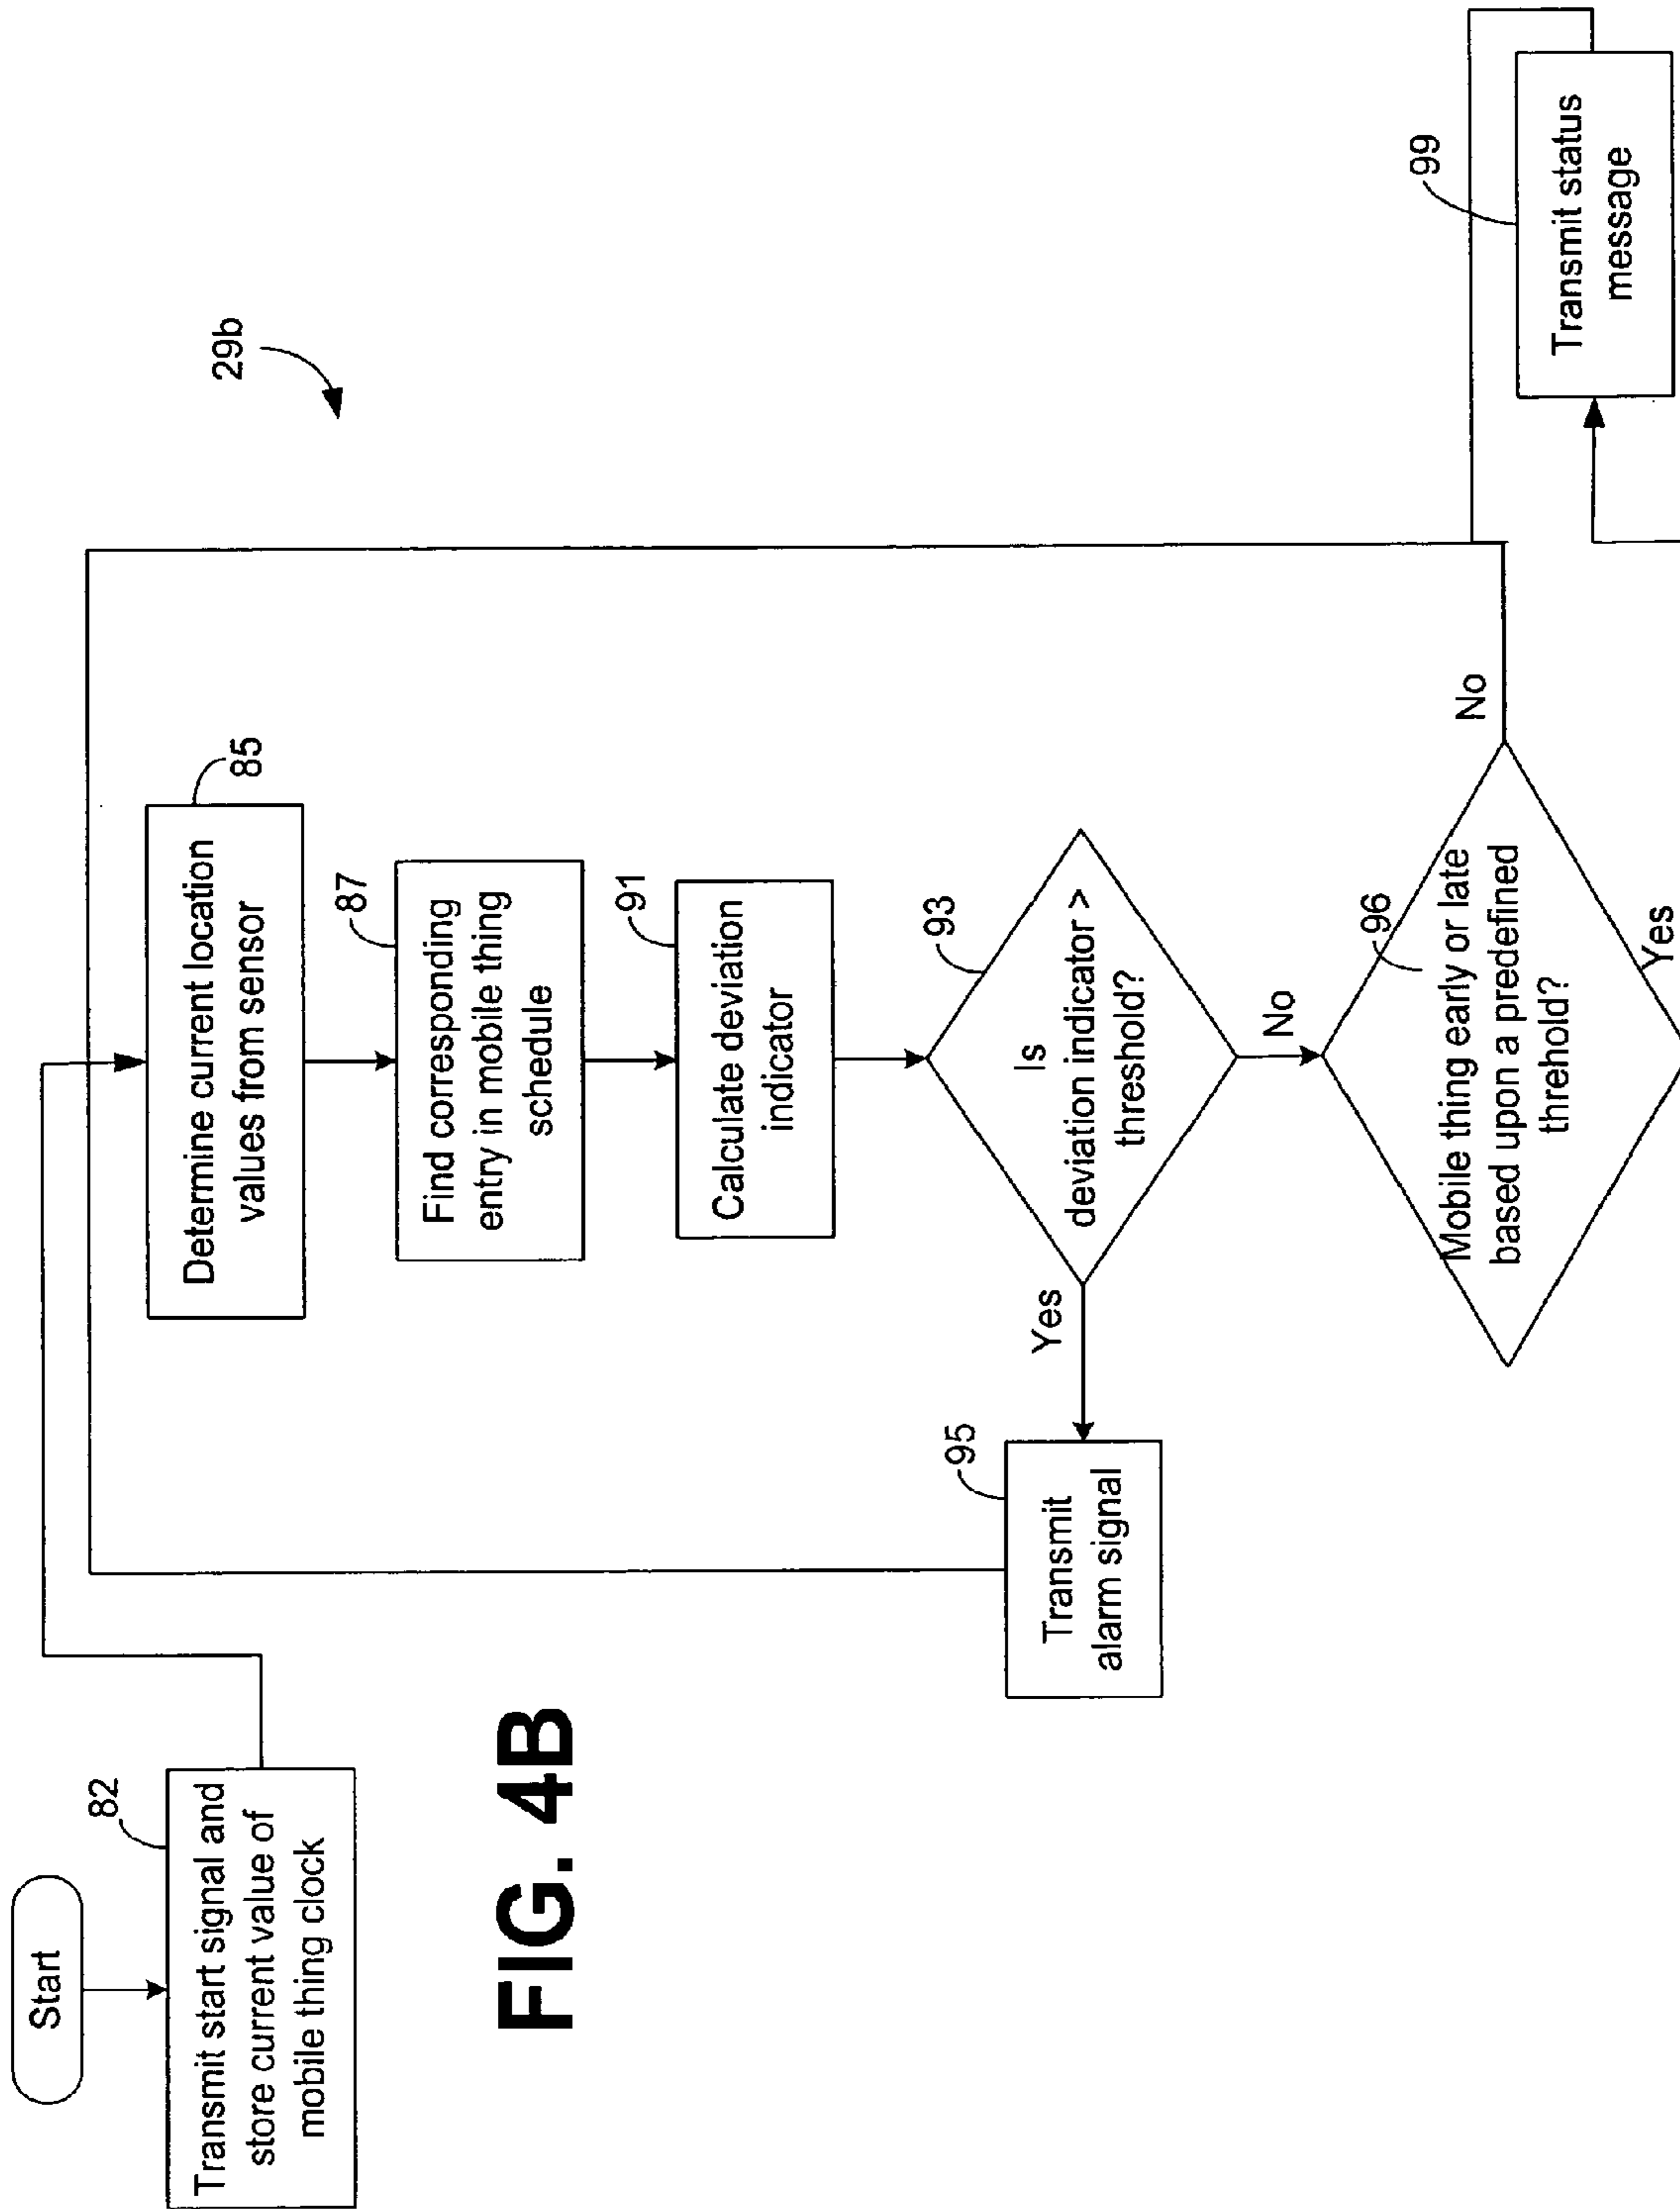 Start
82
Transmit start signal and
store current value of
mobile thing clock
FIG. 4B
29b
85
Determine current location
values from sensor
87
Find corresponding
entry in mobile thing
schedule
91
Calculate deviation
indicator
93
Is
deviation indicator >
threshold?
Yes
No
95
Transmit
alarm signal
96
Mobile thing early or late
based upon a predefined
threhold?
No
Yes
99
Transmit status
message